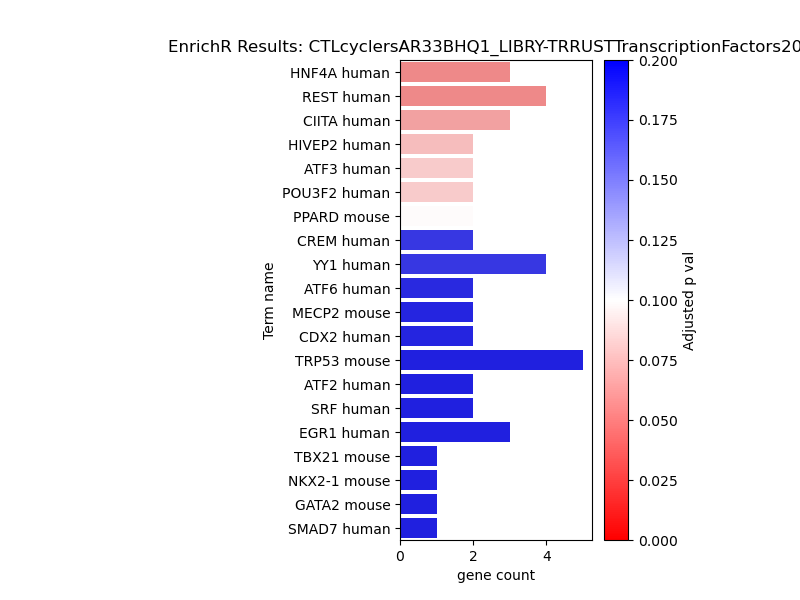 EnrichR Results: CTLcyclersAR33BHQ1_LIBRY-TRRUSTTranscriptionFactors20
HNF4A human
REST human
CIITA human
HIVEP2 human
ATF3 human
POU3F2 human
PPARD mouse
CREM human
YY1 human
ATF6 human
MECP2 mouse
CDX2 human
TRP53 mouse
ATF2 human
SRF human
EGR1 human
TBX21 mouse
NKX2-1 mouse
GATA2 mouse
SMAD7 human
Term name
0 2 4
gene count
0.200
0.175
0.150
0.125
0.100
0.075
0.050
0.025
0.000
Adjusted p val